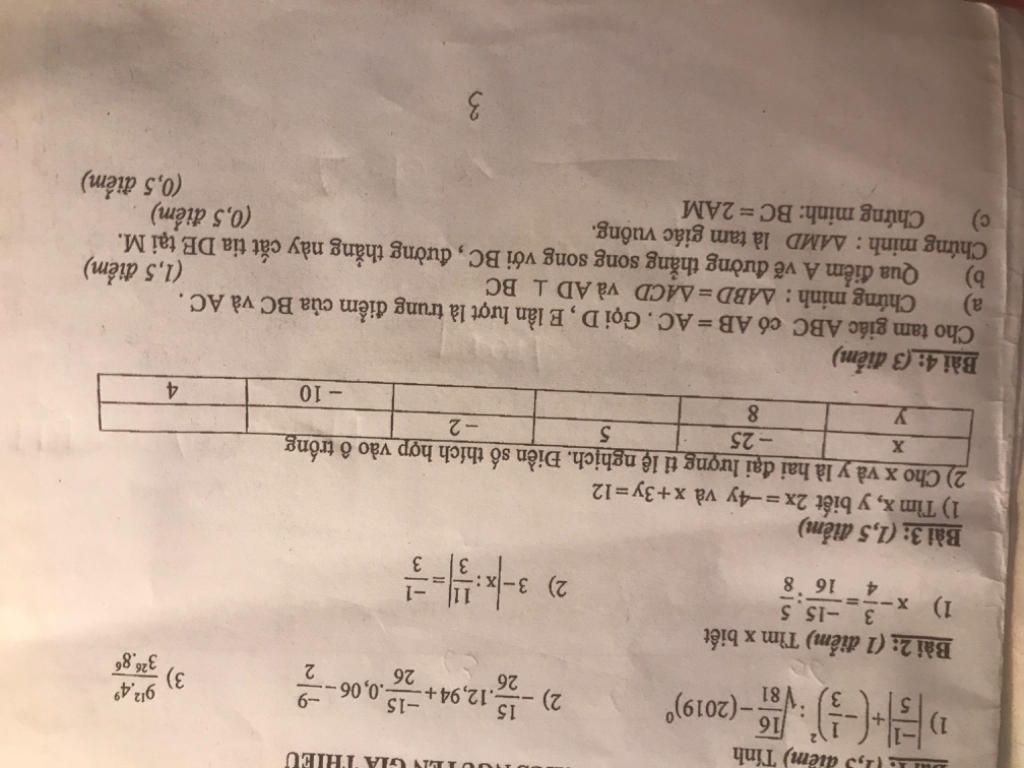 NGUYỄN GIA THIỀU
Bài 1: (1,5 điểm) Tính
1) |-1/5| + (-1/3)² : √(16/81) - (2019)⁰ 2) -15/26 . 12,94 + -15/26 . 0,06 - -9/2 3) 9¹².4⁹ / 3²⁶.8⁶
Bài 2: (1 điểm) Tìm x biết
1) x - 3/4 = -15/16 : 5/8 2) 3 - |x : 11/3| = -1/3
Bài 3: (1,5 điểm)
1) Tìm x, y biết 2x = -4y và x + 3y = 12
2) Cho x và y là hai đại lượng tỉ lệ nghịch. Điền số thích hợp vào ô trống
x -25 5 -2
y 8 -10 4
Bài 4: (3 điểm)
Cho tam giác ABC có AB = AC . Gọi D , E lần lượt là trung điểm của BC và AC .
a) Chứng minh : ΔABD = ΔACD và AD ⊥ BC (1,5 điểm)
b) Qua điểm A vẽ đường thẳng song song với BC , đường thẳng này cắt tia DE tại M.
Chứng minh : ΔAMD là tam giác vuông. (0,5 điểm)
c) Chứng minh: BC = 2AM (0,5 điểm)
3